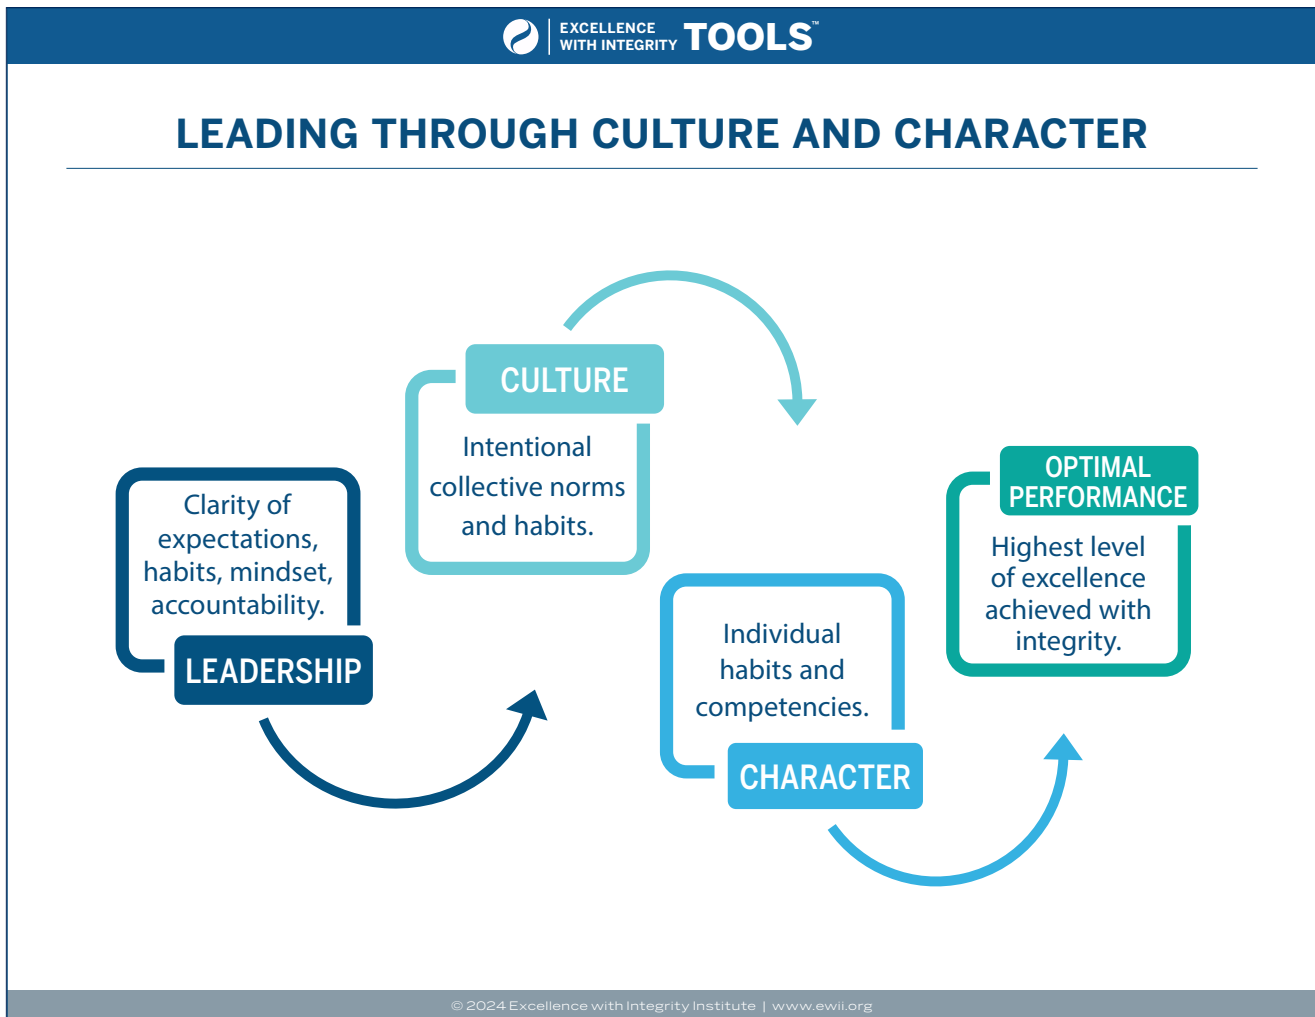 EXCELLENCE
WITH INTEGRITY TOOLS™
LEADING THROUGH CULTURE AND CHARACTER
Clarity of
expectations,
habits, mindset,
accountability.
LEADERSHIP
CULTURE
Intentional
collective norms
and habits.
Individual
habits and
competencies.
CHARACTER
OPTIMAL
PERFORMANCE
Highest level
of excellence
achieved with
integrity.
© 2024 Excellence with Integrity Institute | www.ewii.org